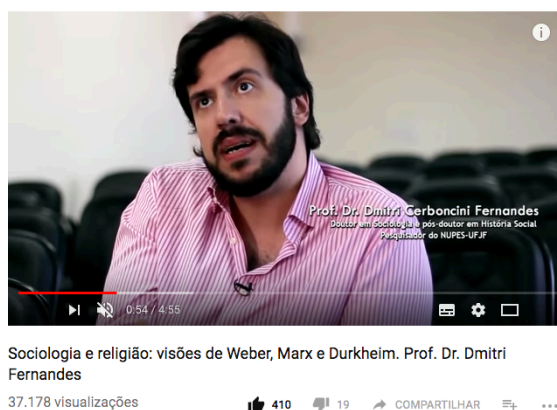 Prof. Dr. Dmitri Cerboncini Fernandes
Doutor em Sociologia e pós-doutor em História Social
Pesquisador do NUPES-UFJF
0:54 / 4:55
Sociologia e religião: visões de Weber, Marx e Durkheim. Prof. Dr. Dmitri
Fernandes
37.178 visualizações
410
19
COMPARTILHAR